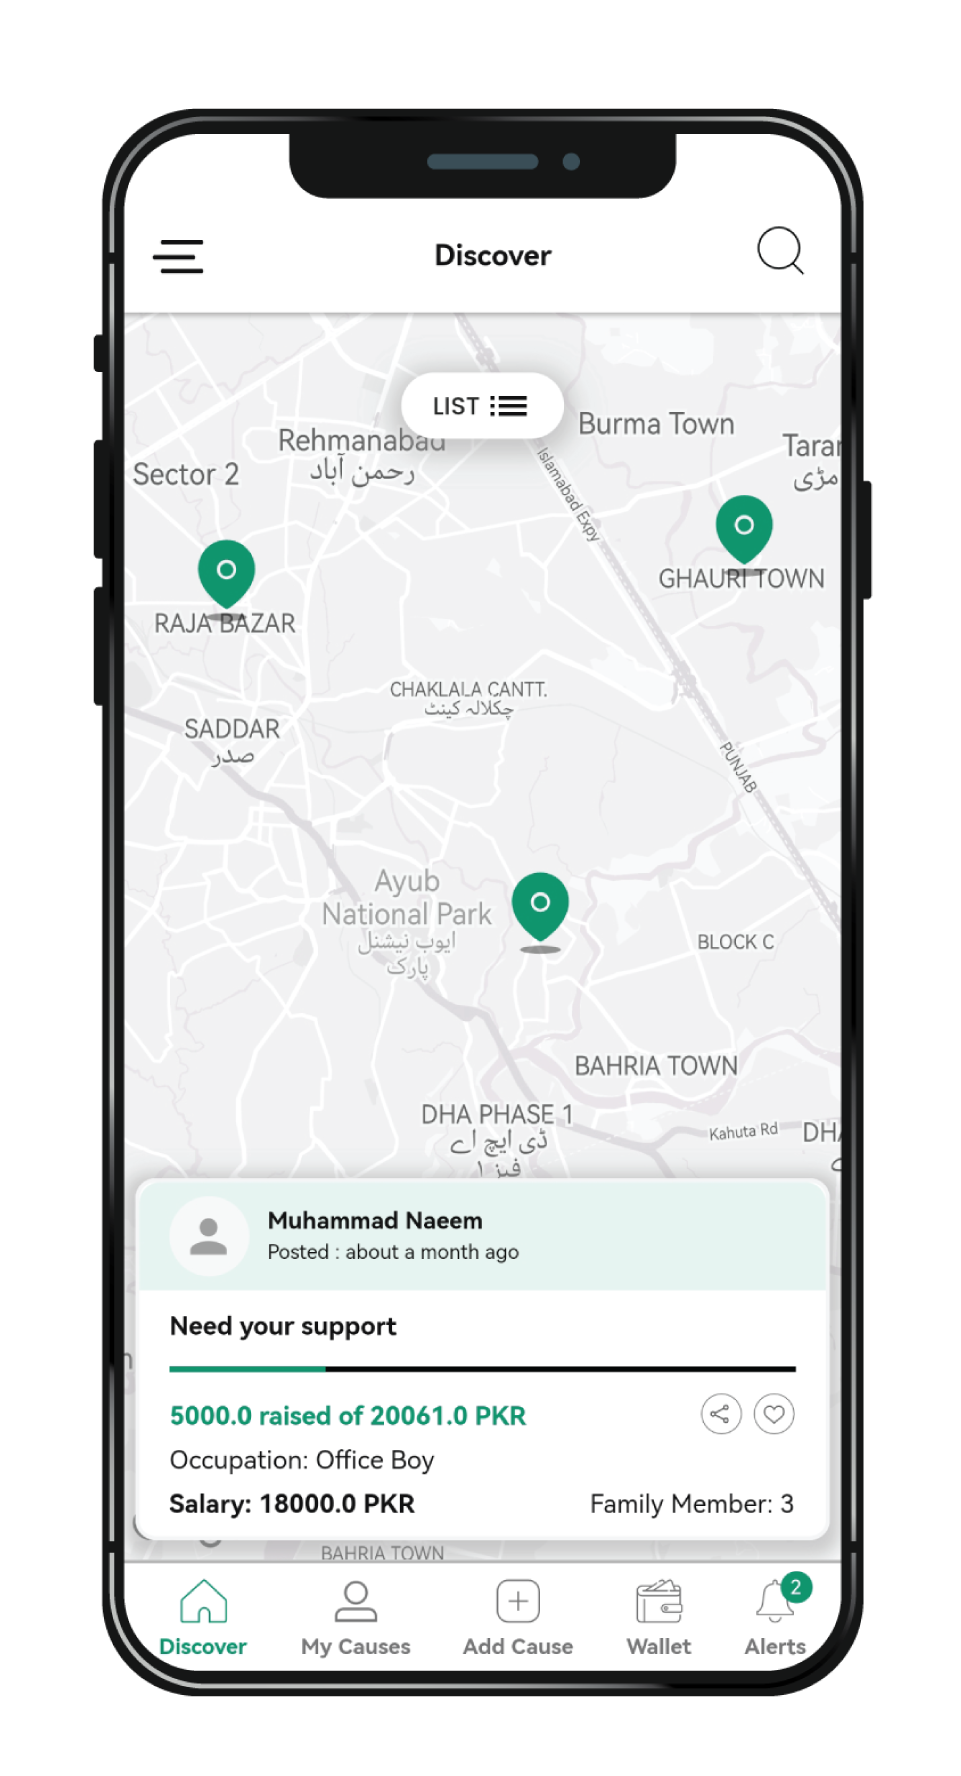 Discover
LIST
Burma Town
Rehmanabad
رحمن آباد
Sector 2
Islamabad Expy
GHAURI TOWN
RAJA BAZAR
CHAKLALA CANTT.
چکلالہ کینٹ
SADDAR
صدر
PUNJAB
Ayub
National Park
ایوب نیشنل
پارک
BLOCK C
BAHRIA TOWN
DHA PHASE 1
ڈی ایچ اے
فیز ۱
Kahuta Rd
DHA
Muhammad Naeem
Posted : about a month ago
Need your support
5000.0 raised of 20061.0 PKR
Occupation: Office Boy
Salary: 18000.0 PKR
Family Member: 3
BAHRIA TOWN
2
Discover
My Causes
Add Cause
Wallet
Alerts